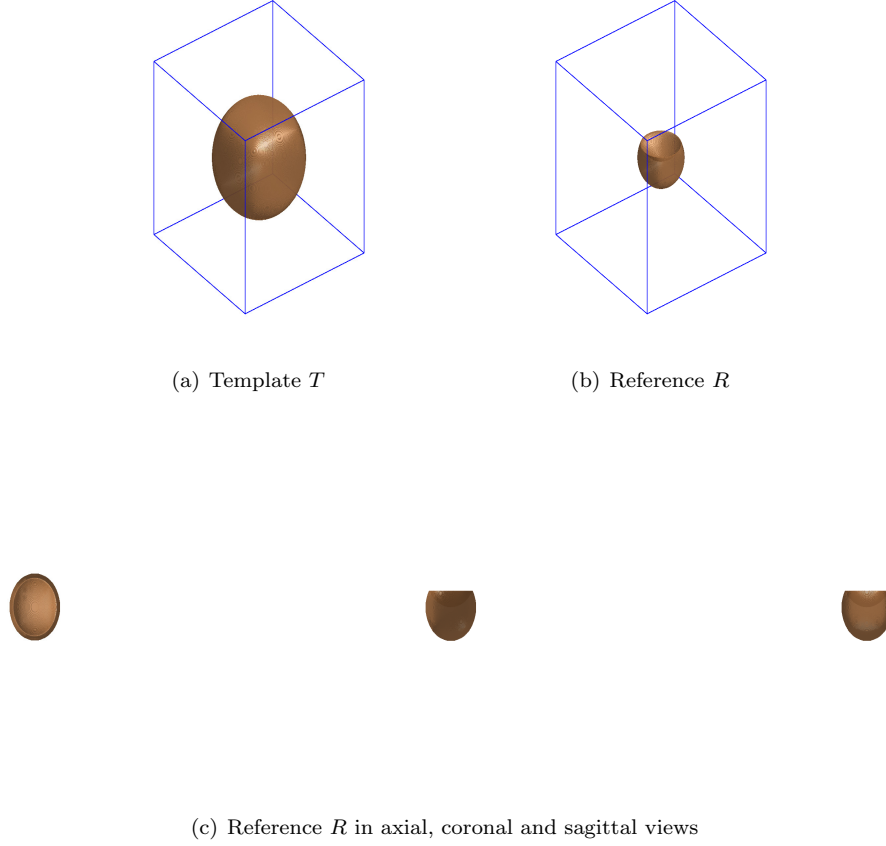 (a) Template T
(b) Reference R
(c) Reference R in axial, coronal and sagittal views